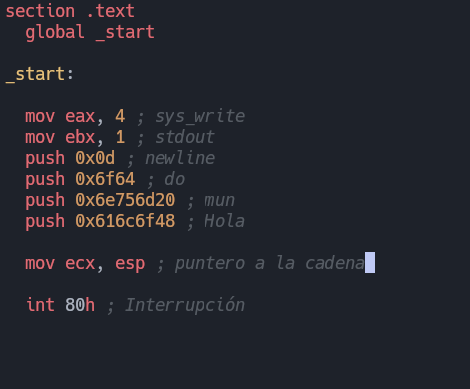 section .text
global _start
_start:
mov eax, 4 ; sys_write
mov ebx, 1 ; stdout
push 0x0d ; newline
push 0x6f64 ; do
push 0x6e756d20 ; mun
push 0x616c6f48 ; Hola
mov ecx, esp ; puntero a la cadena
int 80h ; Interrupción